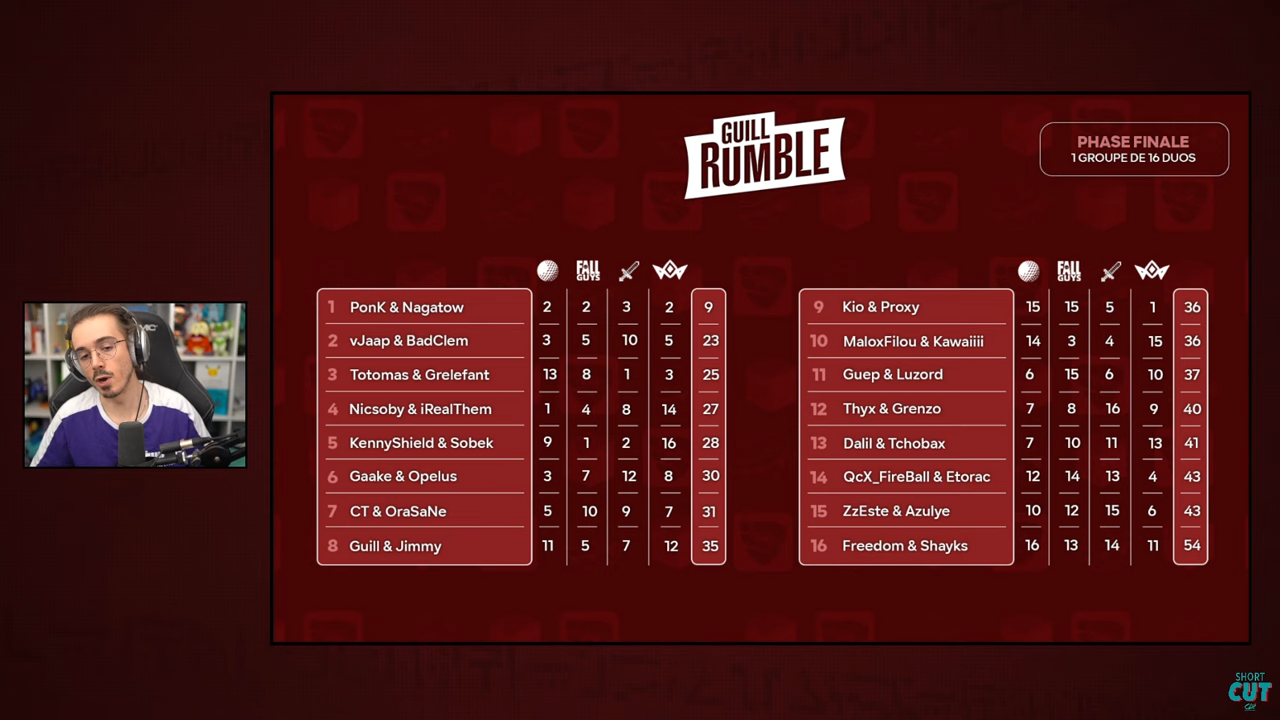 GUILL
RUMBLE
PHASE FINALE
1 GROUPE DE 16 DUOS
FALL GUYS
1 PonK & Nagatow 2 2 3 2 9
2 vJaap & BadClem 3 5 10 5 23
3 Totomas & Grelefant 13 8 1 3 25
4 Nicsoby & iRealThem 1 4 8 14 27
5 KennyShield & Sobek 9 1 2 16 28
6 Gaake & Opelus 3 7 12 8 30
7 CT & OraSaNe 5 10 9 7 31
8 Guill & Jimmy 11 5 7 12 35
FALL GUYS
9 Kio & Proxy 15 15 5 1 36
10 MaloxFilou & Kawaiiii 14 3 4 15 36
11 Guep & Luzord 6 15 6 10 37
12 Thyx & Grenzo 7 8 16 9 40
13 Dalil & Tchobax 7 10 11 13 41
14 QcX_FireBall & Etorac 12 14 13 4 43
15 ZzEste & Azulye 10 12 15 6 43
16 Freedom & Shayks 16 13 14 11 54
SHORT
CUT